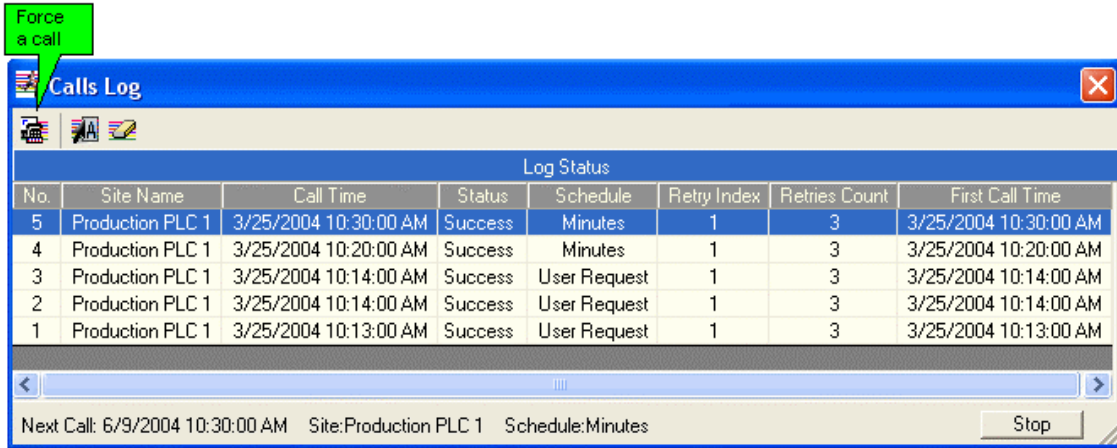 Force
a call
Calls Log
Log Status
No. Site Name Call Time Status Schedule Retry Index Retries Count First Call Time
5 Production PLC 1 3/25/2004 10:30:00 AM Success Minutes 1 3 3/25/2004 10:30:00 AM
4 Production PLC 1 3/25/2004 10:20:00 AM Success Minutes 1 3 3/25/2004 10:20:00 AM
3 Production PLC 1 3/25/2004 10:14:00 AM Success User Request 1 3 3/25/2004 10:14:00 AM
2 Production PLC 1 3/25/2004 10:14:00 AM Success User Request 1 3 3/25/2004 10:14:00 AM
1 Production PLC 1 3/25/2004 10:13:00 AM Success User Request 1 3 3/25/2004 10:13:00 AM
Next Call: 6/9/2004 10:30:00 AM Site:Production PLC 1 Schedule:Minutes Stop